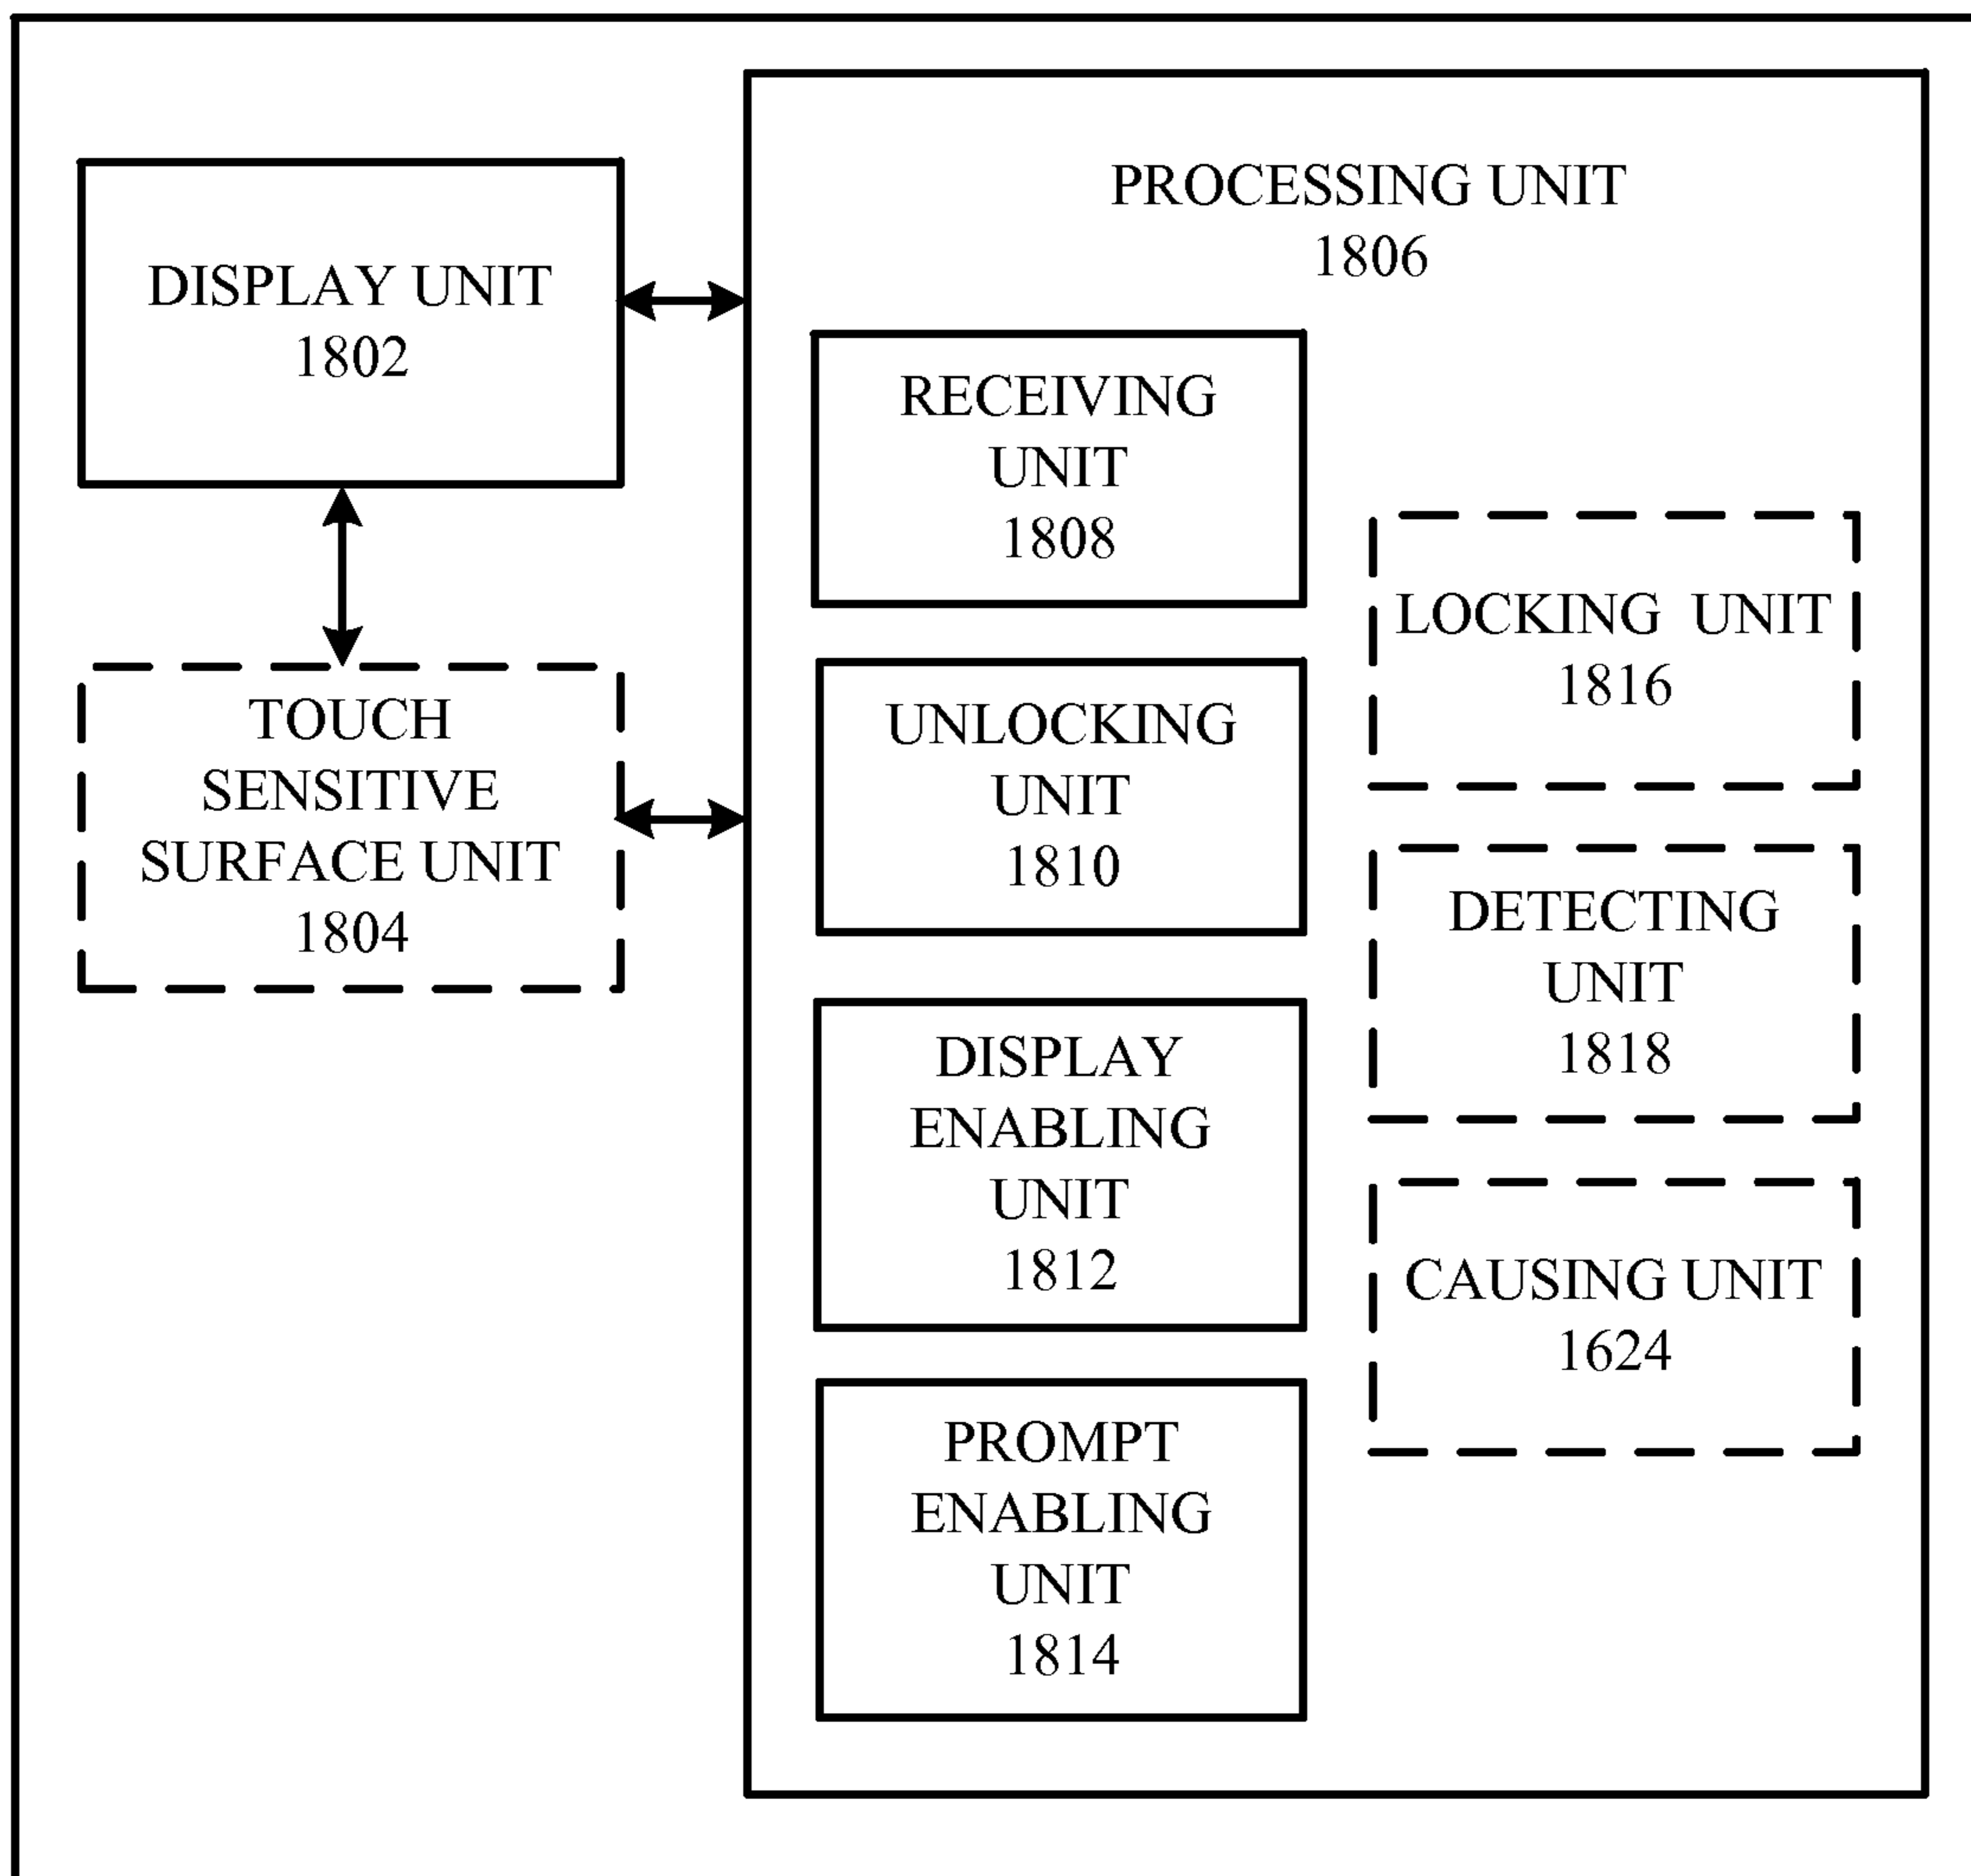 DISPLAY UNIT
1802
TOUCH
SENSITIVE
SURFACE UNIT
1804
PROCESSING UNIT
1806
RECEIVING
UNIT
1808
UNLOCKING
UNIT
1810
DISPLAY
ENABLING
UNIT
1812
PROMPT
ENABLING
UNIT
1814
LOCKING UNIT
1816
DETECTING
UNIT
1818
CAUSING UNIT
1624